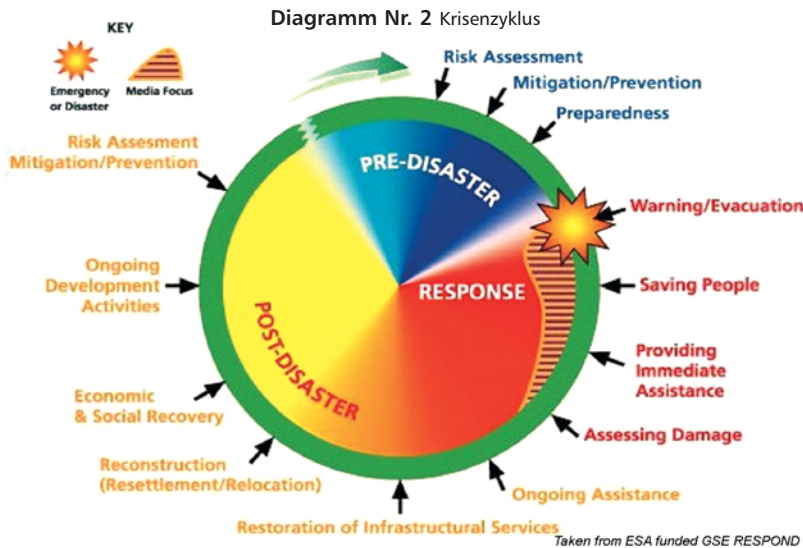 Diagramm Nr. 2 Krisenzyklus
KEY
Emergency
or Disaster
Media Focus
Risk Assessment
Mitigation/Prevention
Preparedness
Warning/Evacuation
Saving People
Providing
Immediate
Assistance
Assessing Damage
Ongoing Assistance
Restoration of Infrastructural Services
Reconstruction
(Resettlement/Relocation)
Economic
& Social Recovery
Ongoing
Development
Activities
Risk Assesment
Mitigation/Prevention
PRE-DISASTER
RESPONSE
POST-DISASTER
Taken from ESA funded GSE RESPOND